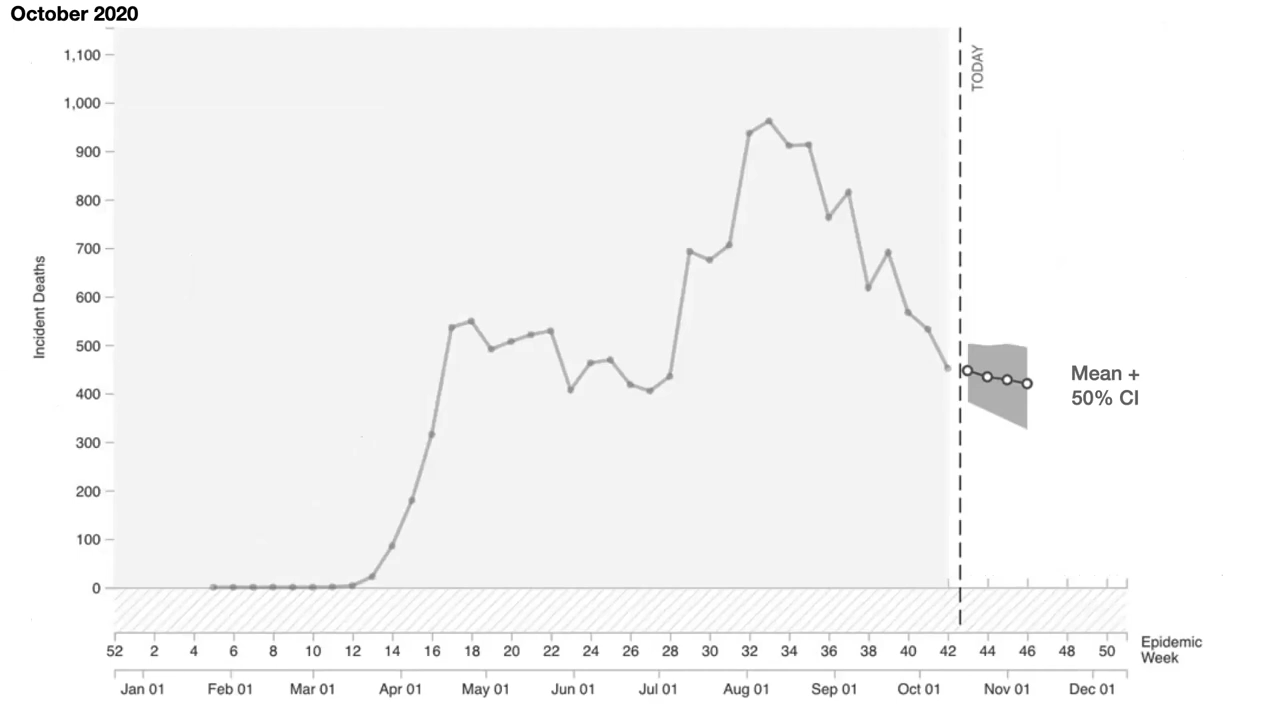 October 2020
1,100
1,000
900
800
700
600
500
400
300
200
100
0
Incident Deaths
TODAY
Mean +
50% CI
52 2 4 6 8 10 12 14 16 18 20 22 24 26 28 30 32 34 36 38 40 42 44 46 48 50
Epidemic
Week
Jan 01 Feb 01 Mar 01 Apr 01 May 01 Jun 01 Jul 01 Aug 01 Sep 01 Oct 01 Nov 01 Dec 01